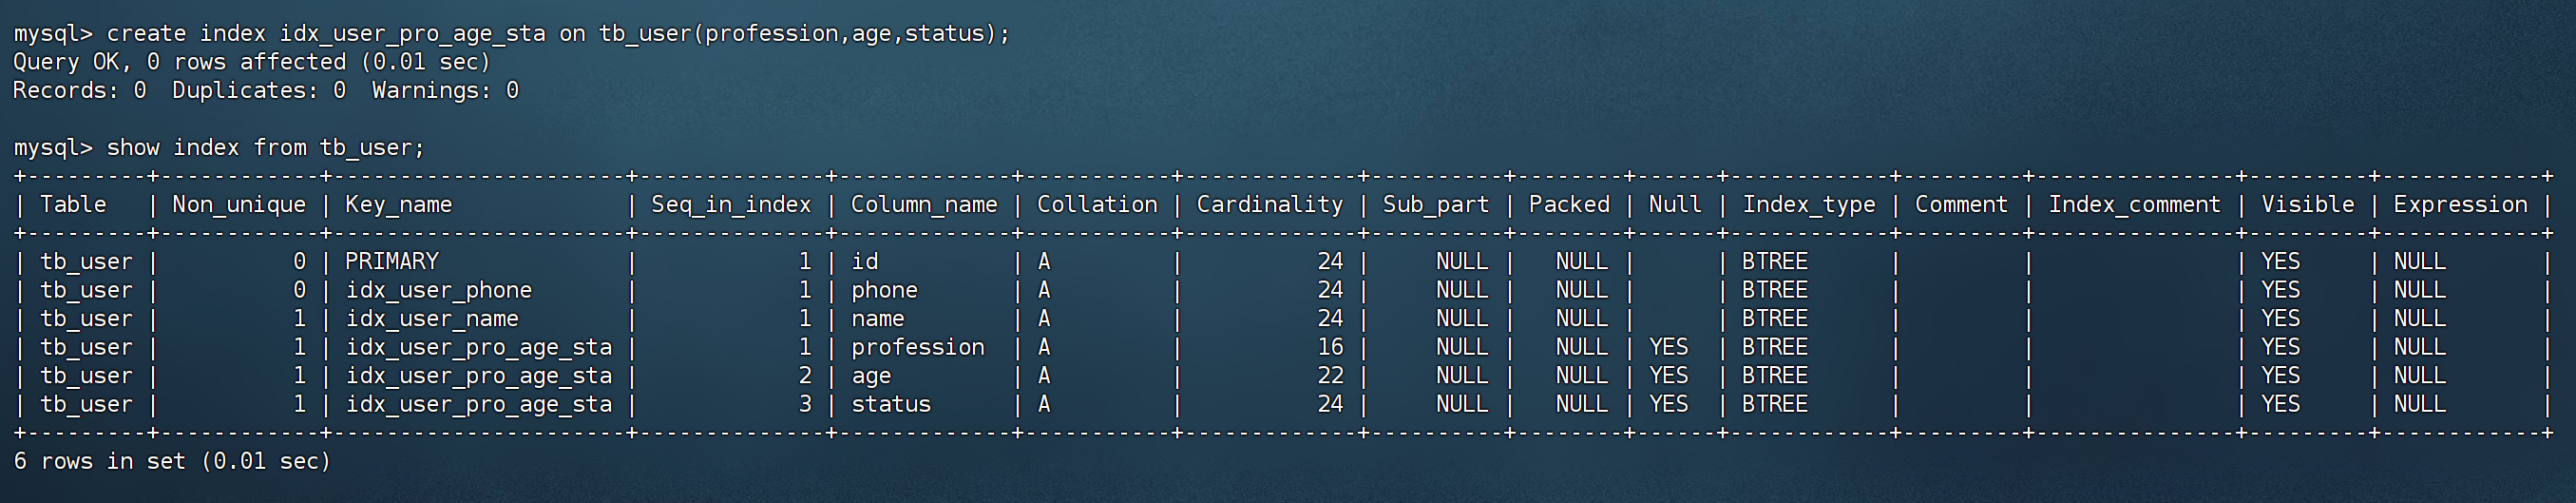 mysql> create index idx_user_pro_age_sta on tb_user(profession,age,status);
Query OK, 0 rows affected (0.01 sec)
Records: 0  Duplicates: 0  Warnings: 0
mysql> show index from tb_user;
+---------+------------+----------------------+--------------+-------------+-----------+-------------+----------+--------+------+------------+---------+---------------+---------+------------+
| Table   | Non_unique | Key_name             | Seq_in_index | Column_name | Collation | Cardinality | Sub_part | Packed | Null | Index_type | Comment | Index_comment | Visible | Expression |
+---------+------------+----------------------+--------------+-------------+-----------+-------------+----------+--------+------+------------+---------+---------------+---------+------------+
| tb_user |          0 | PRIMARY              |            1 | id          | A         |          24 |     NULL |   NULL |      | BTREE      |         |               | YES     | NULL       |
| tb_user |          0 | idx_user_phone       |            1 | phone       | A         |          24 |     NULL |   NULL |      | BTREE      |         |               | YES     | NULL       |
| tb_user |          1 | idx_user_name        |            1 | name        | A         |          24 |     NULL |   NULL |      | BTREE      |         |               | YES     | NULL       |
| tb_user |          1 | idx_user_pro_age_sta |            1 | profession  | A         |          16 |     NULL |   NULL | YES  | BTREE      |         |               | YES     | NULL       |
| tb_user |          1 | idx_user_pro_age_sta |            2 | age         | A         |          22 |     NULL |   NULL | YES  | BTREE      |         |               | YES     | NULL       |
| tb_user |          1 | idx_user_pro_age_sta |            3 | status      | A         |          24 |     NULL |   NULL | YES  | BTREE      |         |               | YES     | NULL       |
+---------+------------+----------------------+--------------+-------------+-----------+-------------+----------+--------+------+------------+---------+---------------+---------+------------+
6 rows in set (0.01 sec)